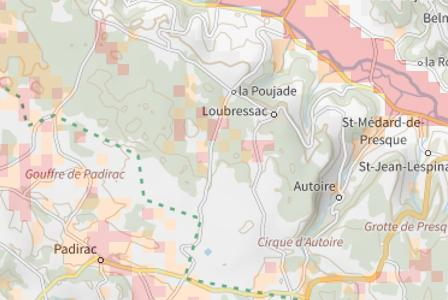 Beln
la Ro
la Poujade
Loubressac
St-Médard-de-
Presque
St-Jean-Lespina
Gouffre de Padirac
Autoire
Grotte de Presq
Cirque d'Autoire
Padirac